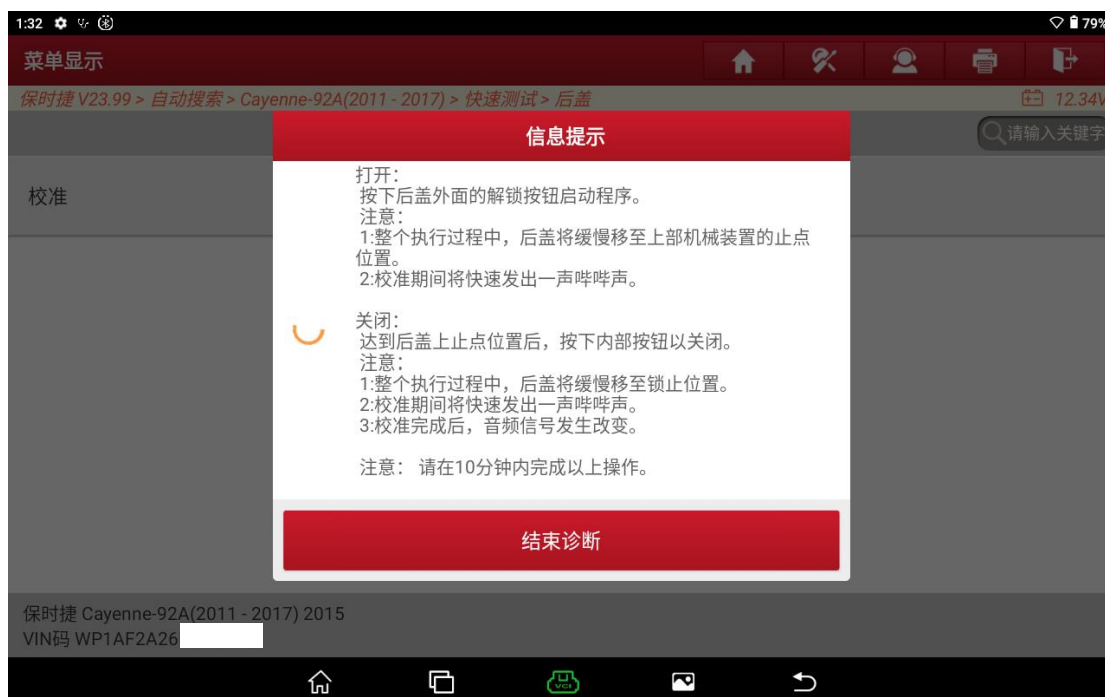 1:32
79%
菜单显示
保时捷 V23.99 > 自动搜索 > Cayenne-92A(2011 - 2017) > 快速测试 > 后盖
12.34V
信息提示
请输入关键字
校准
打开：
按下后盖外面的解锁按钮启动程序。
注意：
1:整个执行过程中，后盖将缓慢移至上部机械装置的止点
位置。
2:校准期间将快速发出一声哔哔声。
关闭：
达到后盖上止点位置后，按下内部按钮以关闭。
注意：
1:整个执行过程中，后盖将缓慢移至锁止位置。
2:校准期间将快速发出一声哔哔声。
3:校准完成后，音频信号发生改变。
注意： 请在10分钟内完成以上操作。
结束诊断
保时捷 Cayenne-92A(2011 - 2017) 2015
VIN码 WP1AF2A26
VCI